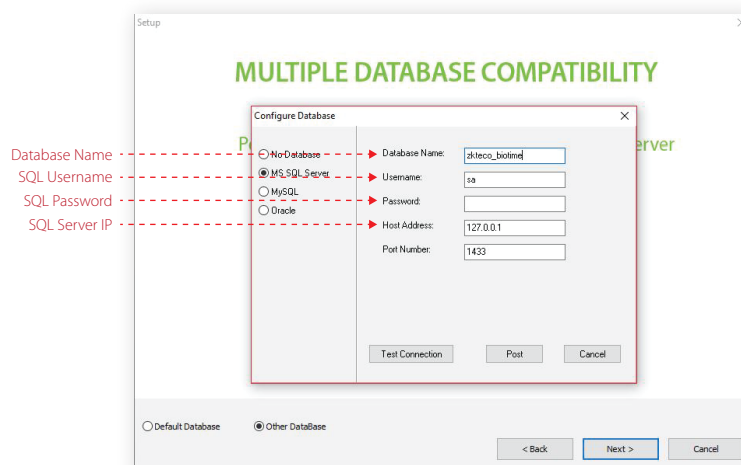 Setup
MULTIPLE DATABASE COMPATIBILITY
Configure Database
P
erver
Database Name
SQL Username
SQL Password
SQL Server IP
No Database
MS SQL Server
MySQL
Oracle
Database Name: zkteco_biotime
Username: sa
Password:
Host Address: 127.0.0.1
Port Number: 1433
Test Connection Post Cancel
Default Database Other DataBase
< Back Next > Cancel